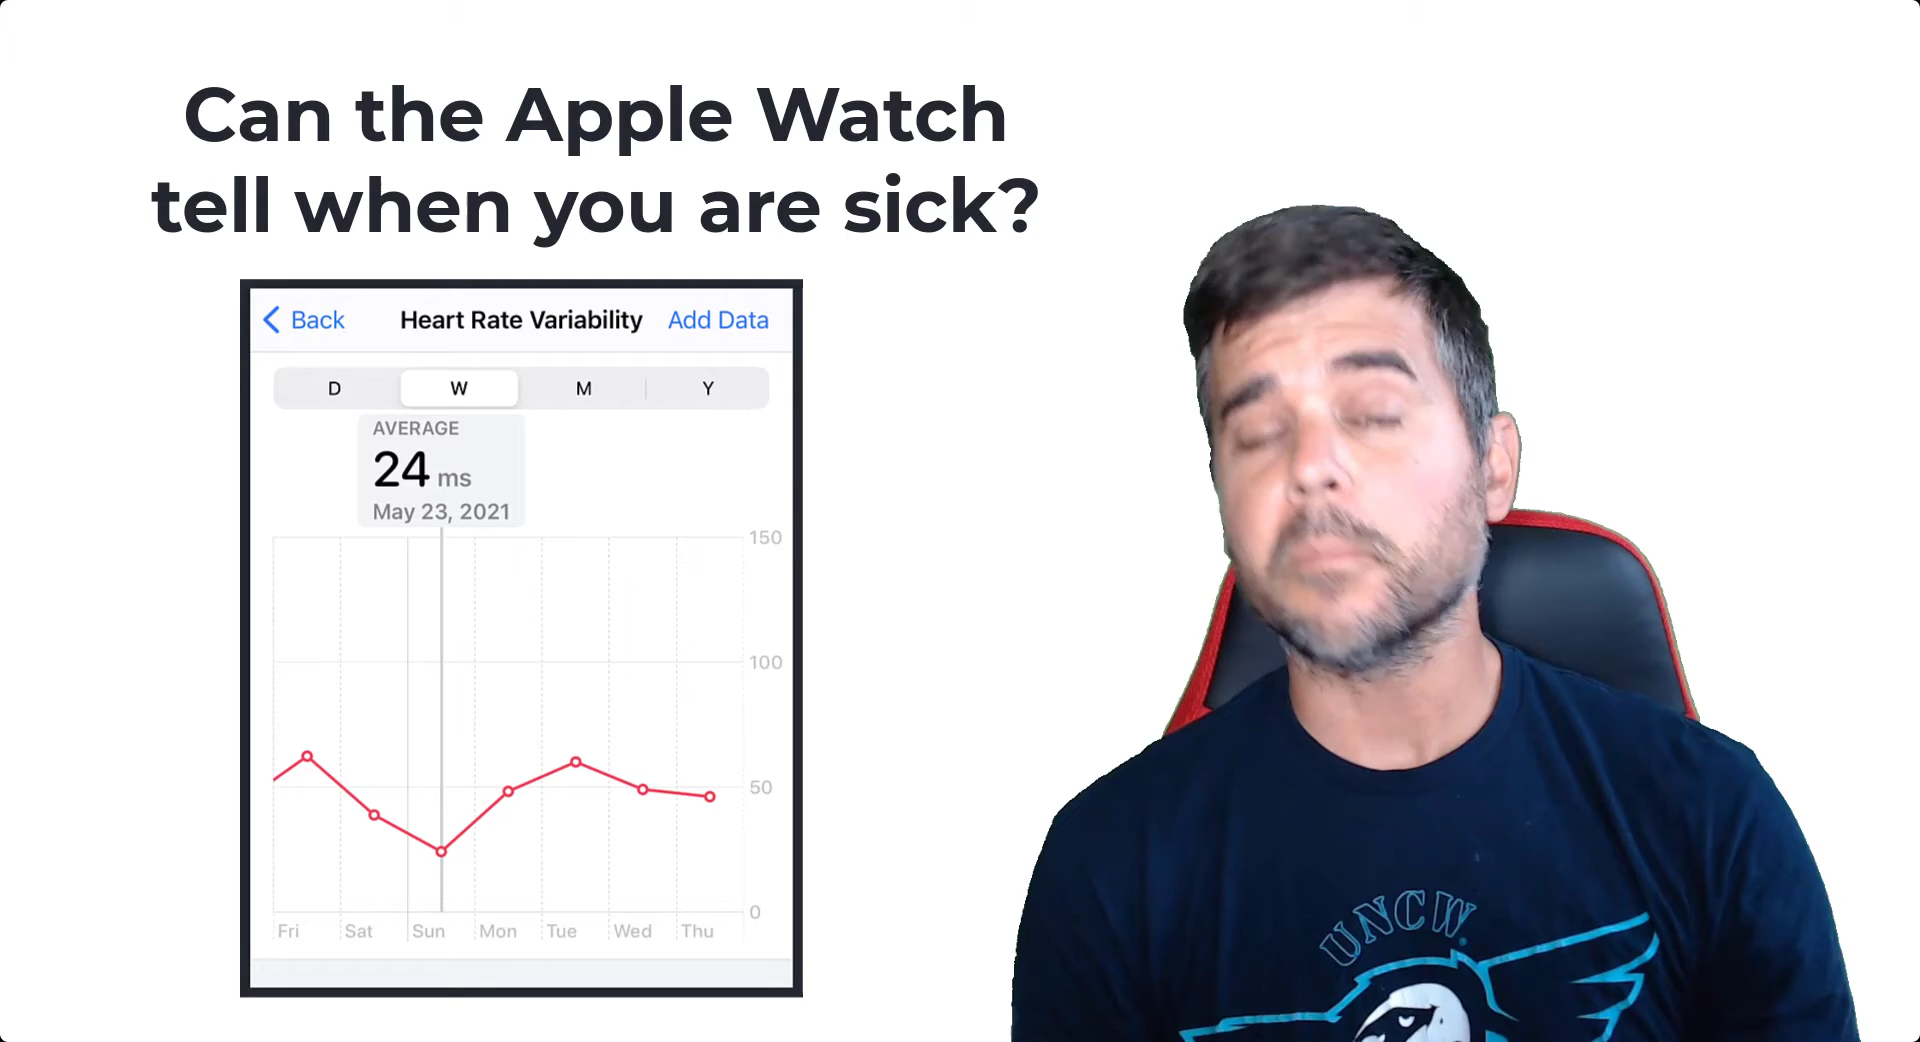 Can the Apple Watch
tell when you are sick?
Back Heart Rate Variability Add Data
D W M Y
AVERAGE
24 ms
May 23, 2021
150
100
50
0
Fri Sat Sun Mon Tue Wed Thu
UNCW